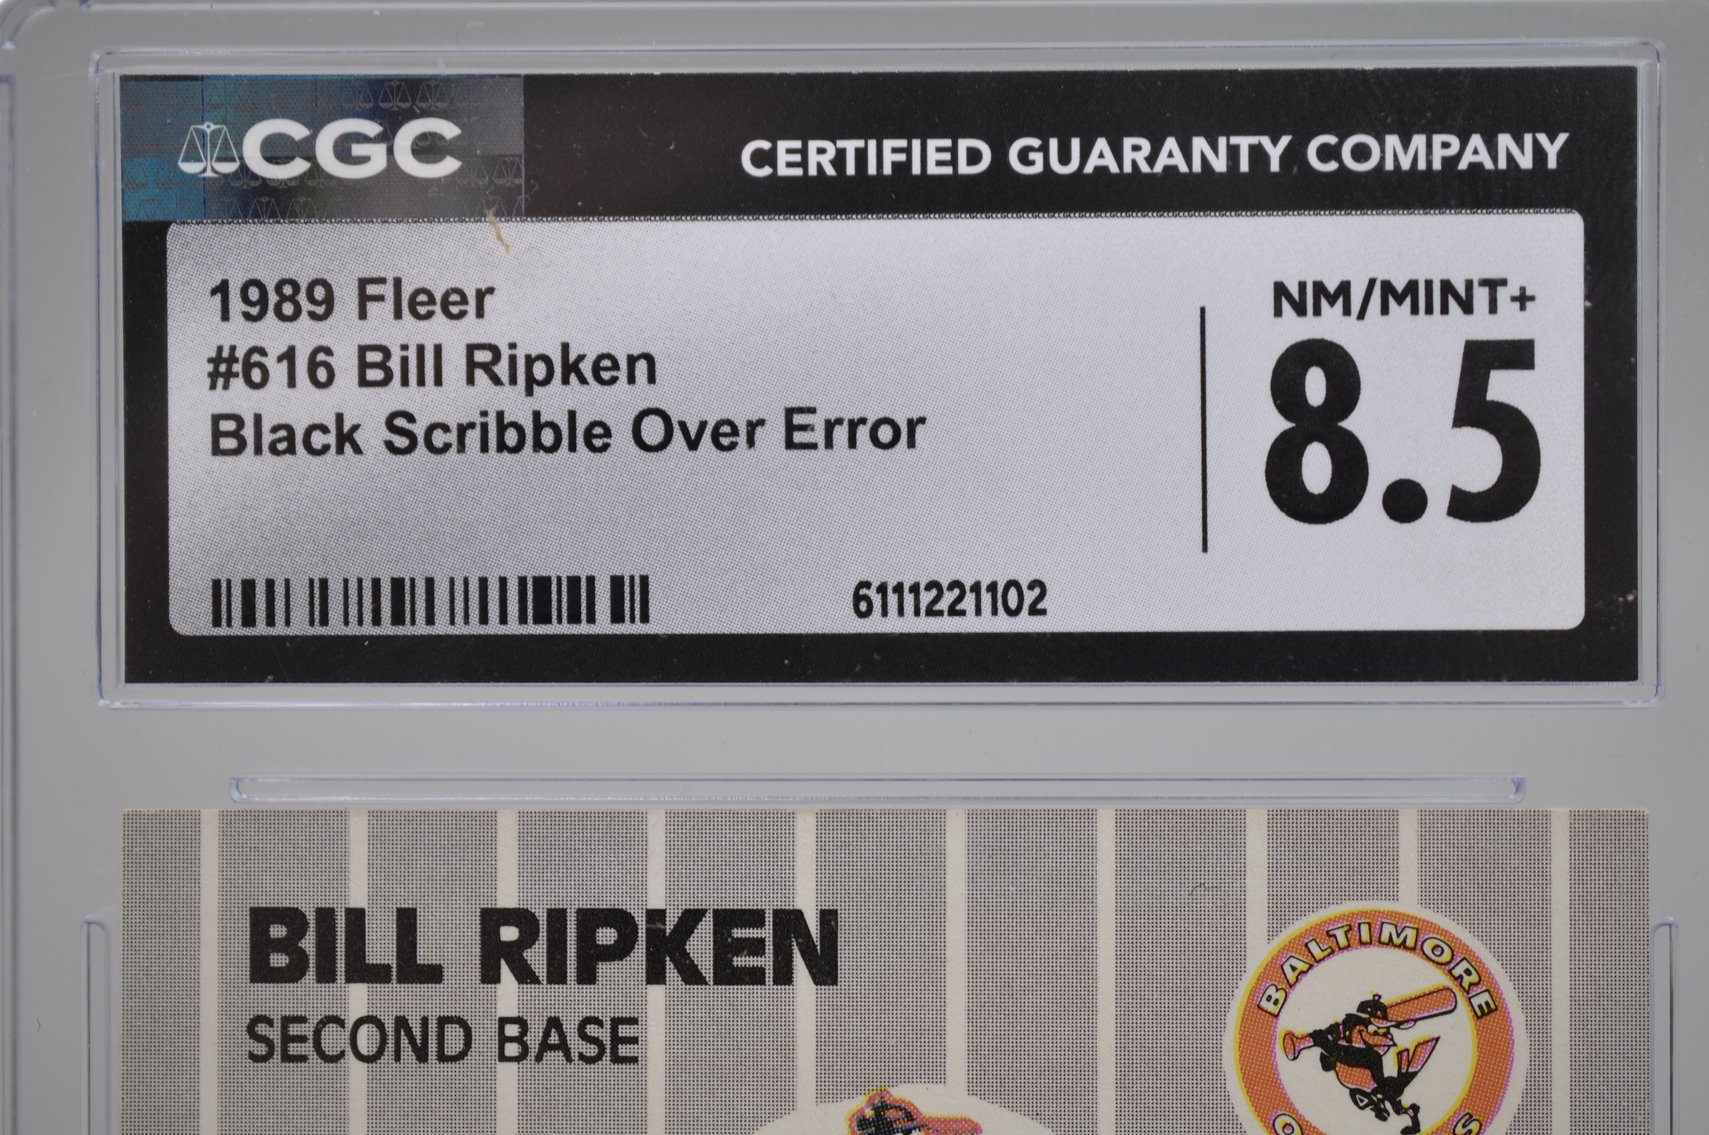 CGC
CERTIFIED GUARANTY COMPANY
1989 Fleer
#616 Bill Ripken
Black Scribble Over Error
NM/MINT+
8.5
6111221102
BILL RIPKEN
SECOND BASE
BALTIMORE